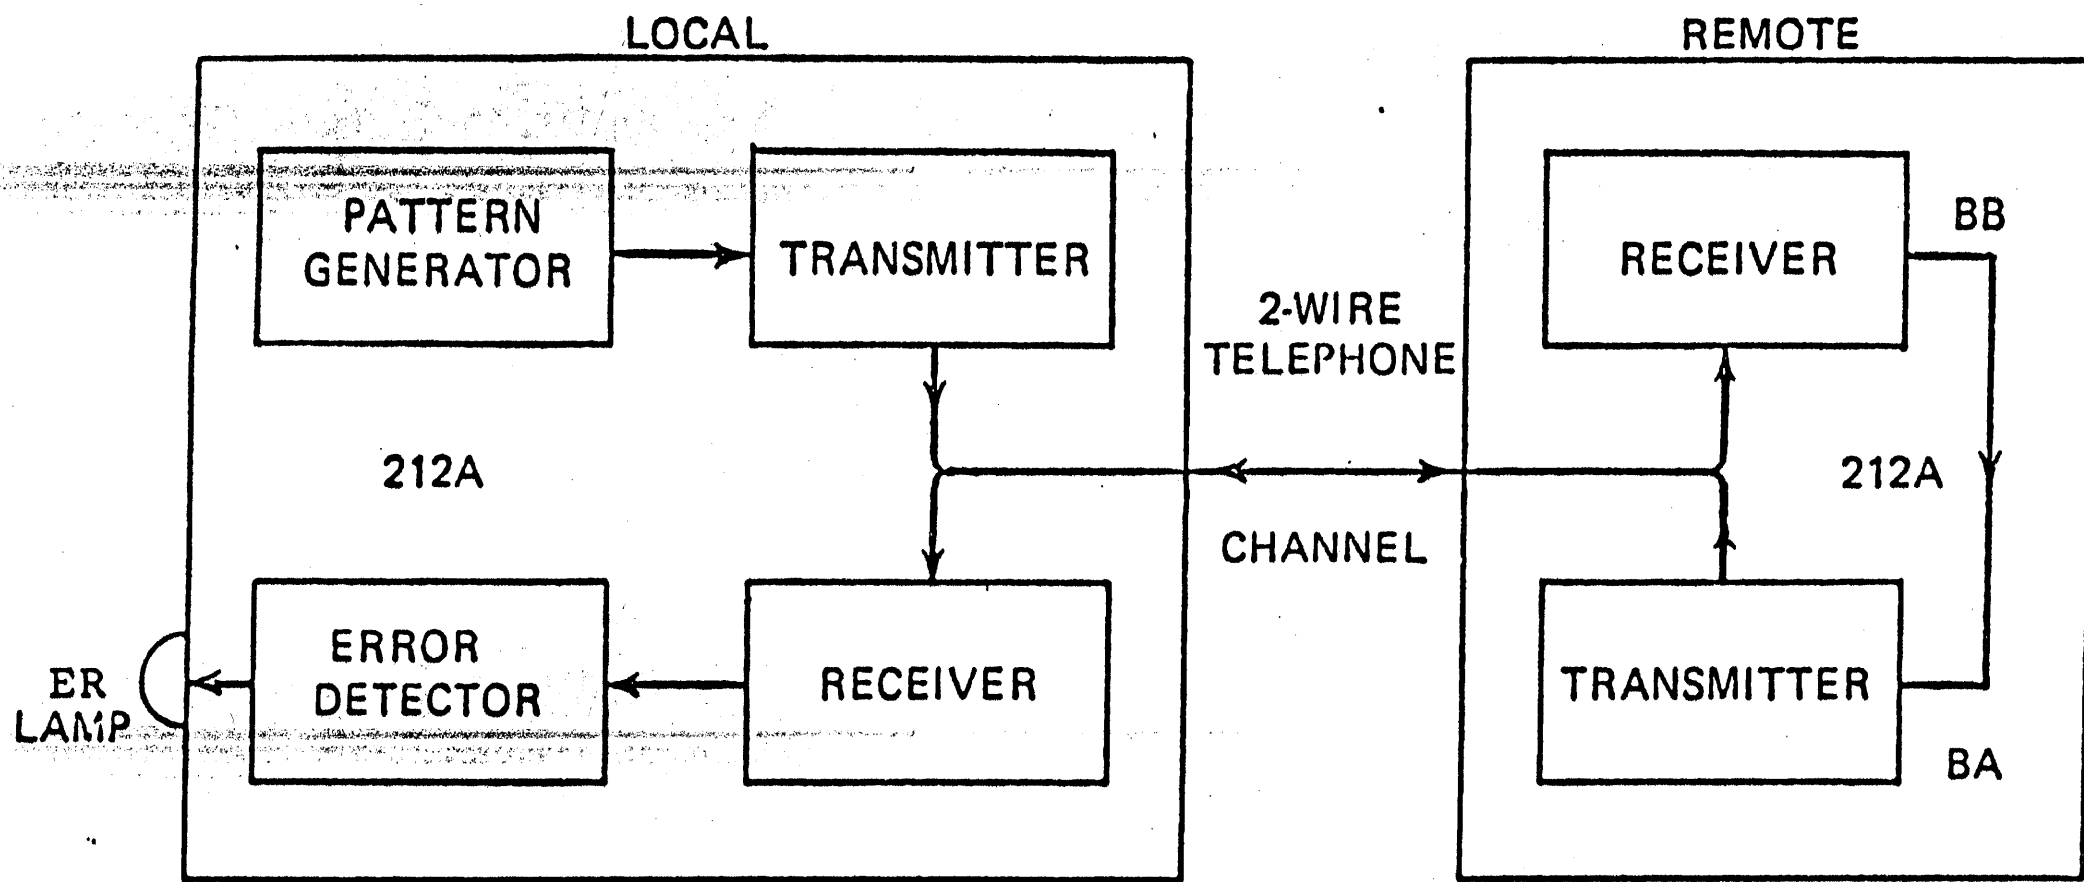 LOCAL
REMOTE
PATTERN
GENERATOR
TRANSMITTER
212A
ERROR
DETECTOR
RECEIVER
ER
LAMP
2-WIRE
TELEPHONE
CHANNEL
RECEIVER
BB
212A
TRANSMITTER
BA